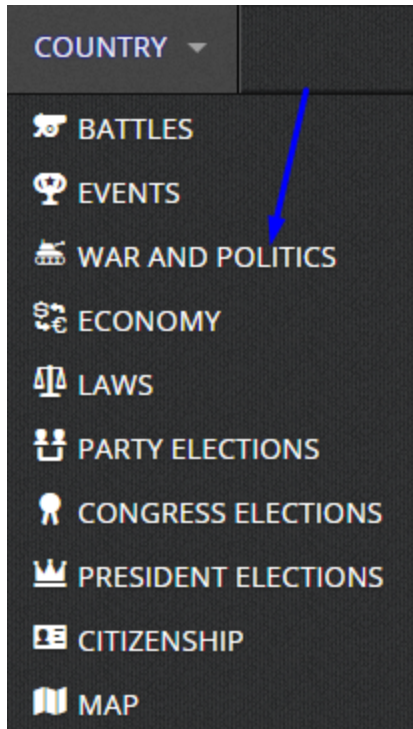 COUNTRY
BATTLES
EVENTS
WAR AND POLITICS
ECONOMY
LAWS
PARTY ELECTIONS
CONGRESS ELECTIONS
PRESIDENT ELECTIONS
CITIZENSHIP
MAP